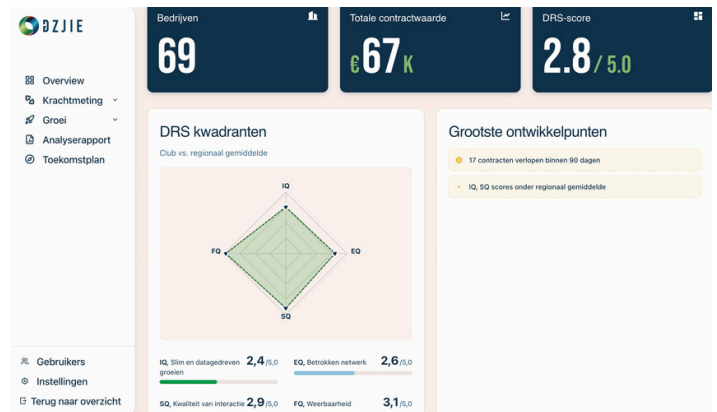 ƎZJIE
Overview
Krachtmeting
Groei
Analyserapport
Toekomstplan
Gebruikers
Instellingen
Terug naar overzicht
Bedrijven
69
Totale contractwaarde
€67K
DRS-score
2.8/ 5.0
DRS kwadranten
Club vs. regionaal gemiddelde
IQ
FQ
EQ
SQ
IQ, Slim en datagedreven
groeien
2,4/5,0
EQ, Betrokken netwerk 2,6/5,0
SQ, Kwaliteit van interactie 2,9/5,0
FQ, Weerbaarheid 3,1/5,0
Grootste ontwikkelpunten
17 contracten verlopen binnen 90 dagen
IQ, SQ scores onder regionaal gemiddelde